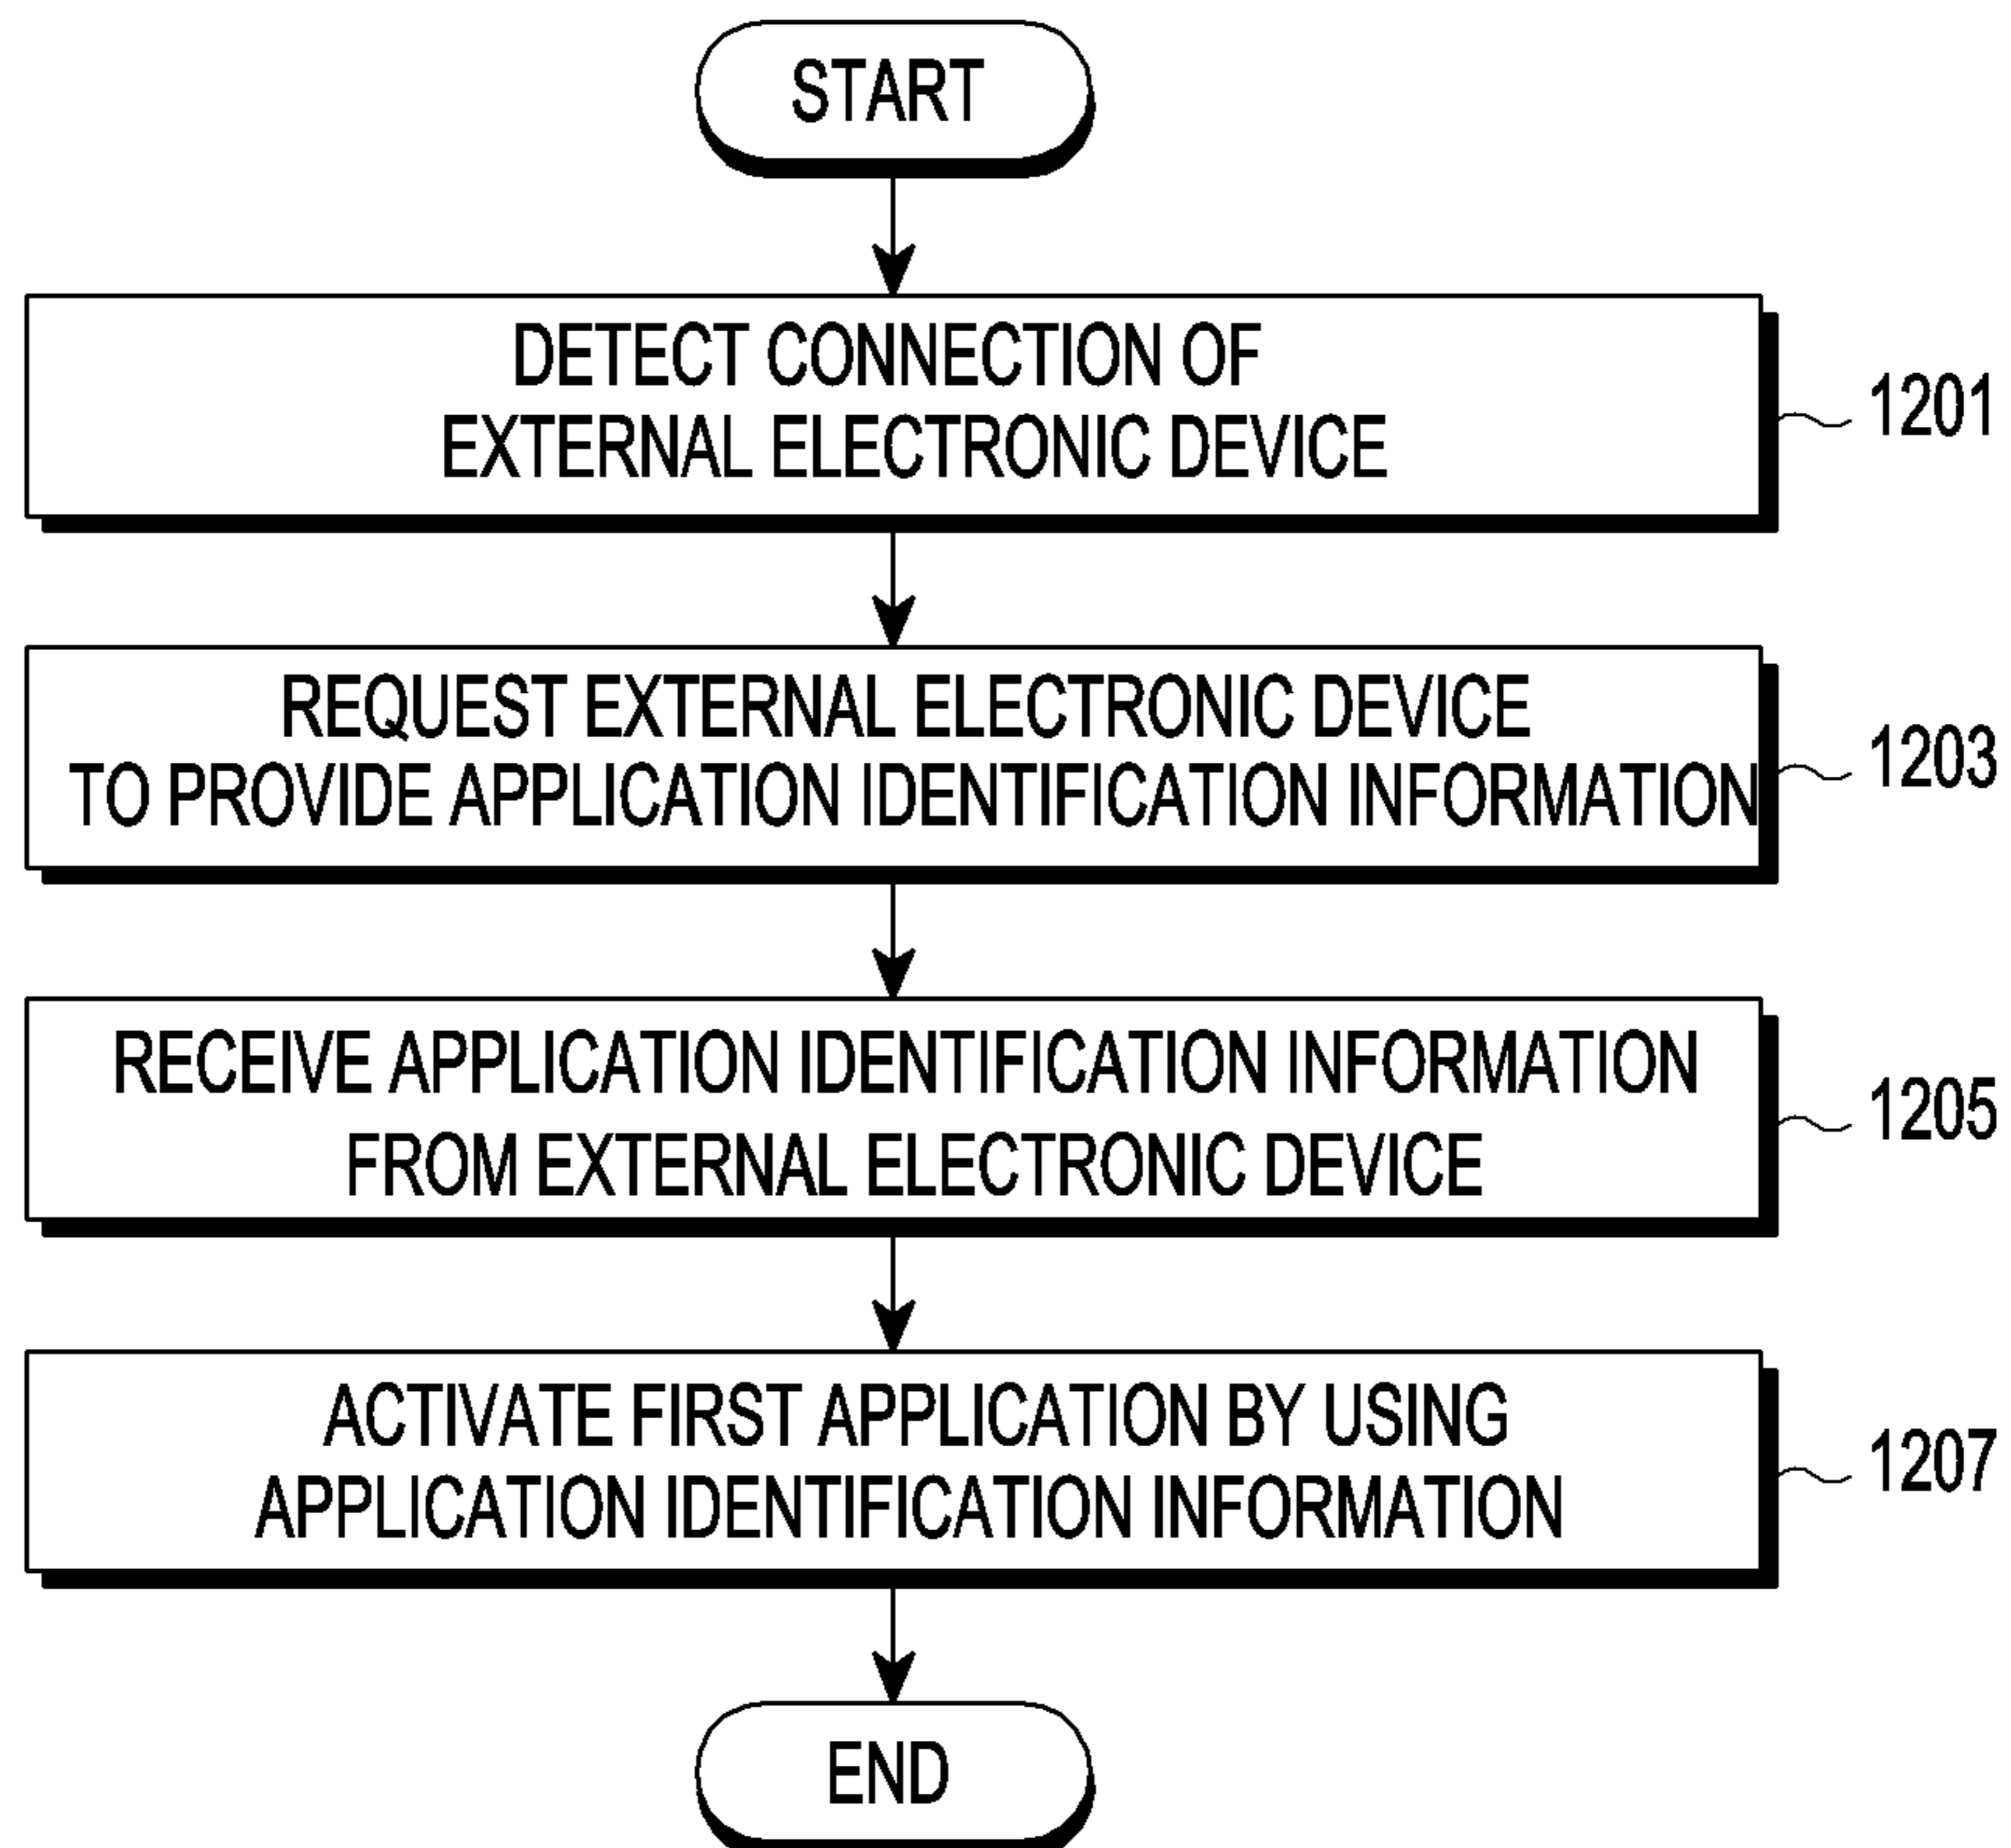 START
DETECT CONNECTION OF
EXTERNAL ELECTRONIC DEVICE
1201
REQUEST EXTERNAL ELECTRONIC DEVICE
TO PROVIDE APPLICATION IDENTIFICATION INFORMATION
1203
RECEIVE APPLICATION IDENTIFICATION INFORMATION
FROM EXTERNAL ELECTRONIC DEVICE
1205
ACTIVATE FIRST APPLICATION BY USING
APPLICATION IDENTIFICATION INFORMATION
1207
END